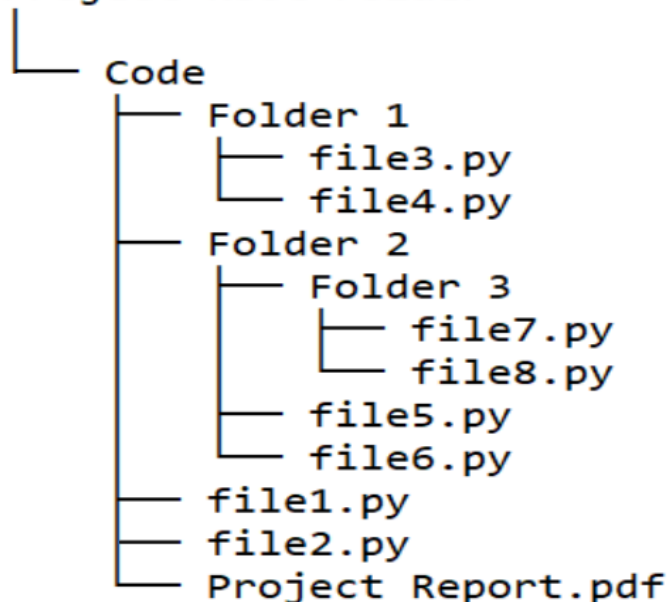 Code
Folder 1
file3.py
file4.py
Folder 2
Folder 3
file7.py
file8.py
file5.py
file6.py
file1.py
file2.py
Project Report.pdf